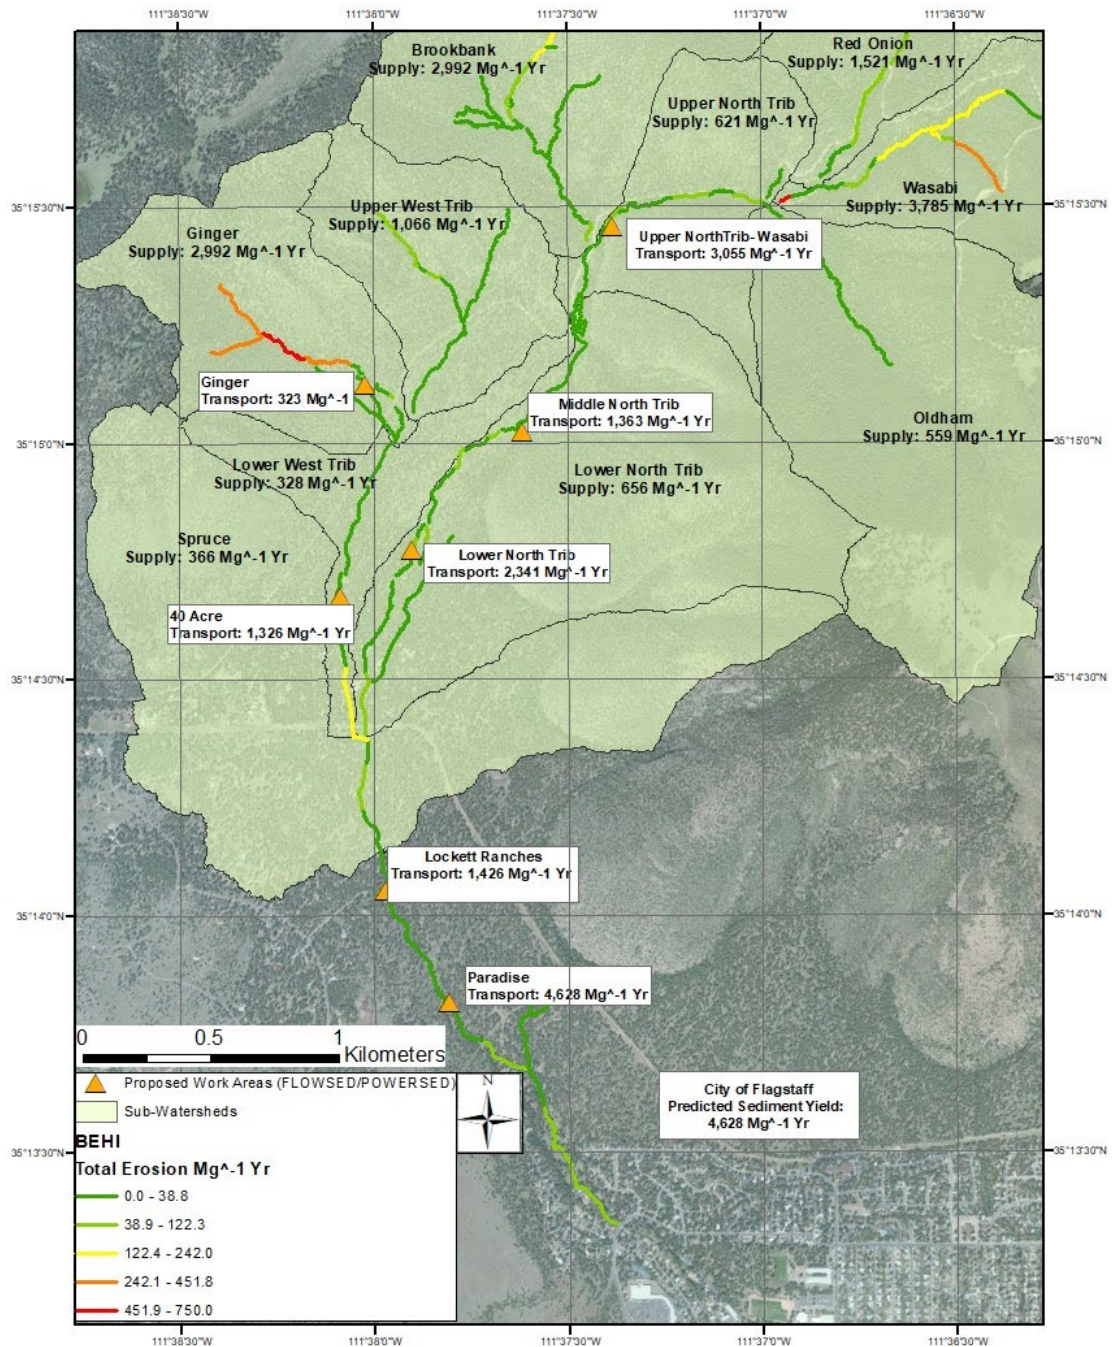 111°38'30"W 111°38'0"W 111°37'30"W 111°37'0"W 111°36'30"W
Brookbank
Supply: 2,992 Mg^-1 Yr
Red Onion
Supply: 1,521 Mg^-1 Yr
Upper North Trib
Supply: 621 Mg^-1 Yr
Wasabi
Supply: 3,785 Mg^-1 Yr
35°15'30"N 35°15'30"N
Upper West Trib
Supply: 1,066 Mg^-1 Yr
Ginger
Supply: 2,992 Mg^-1 Yr
Upper NorthTrib- Wasabi
Transport: 3,055 Mg^-1 Yr
Ginger
Transport: 323 Mg^-1
Middle North Trib
Transport: 1,363 Mg^-1 Yr
Oldham
Supply: 559 Mg^-1 Yr
35°15'0"N 35°15'0"N
Lower West Trib
Supply: 328 Mg^-1 Yr
Lower North Trib
Supply: 656 Mg^-1 Yr
Spruce
Supply: 366 Mg^-1 Yr
Lower North Trib
Transport: 2,341 Mg^-1 Yr
40 Acre
Transport: 1,326 Mg^-1 Yr
35°14'30"N 35°14'30"N
Lockett Ranches
Transport: 1,426 Mg^-1 Yr
35°14'0"N 35°14'0"N
Paradise
Transport: 4,628 Mg^-1 Yr
0 0.5 1
Kilometers
Proposed Work Areas (FLOWSED/POWERSED)
Sub-Watersheds
N
City of Flagstaff
Predicted Sediment Yield:
4,628 Mg^-1 Yr
BEHI
35°13'30"N 35°13'30"N
Total Erosion Mg^-1 Yr
0.0 - 38.8
38.9 - 122.3
122.4 - 242.0
242.1 - 451.8
451.9 - 750.0
111°38'30"W 111°38'0"W 111°37'30"W 111°37'0"W 111°36'30"W